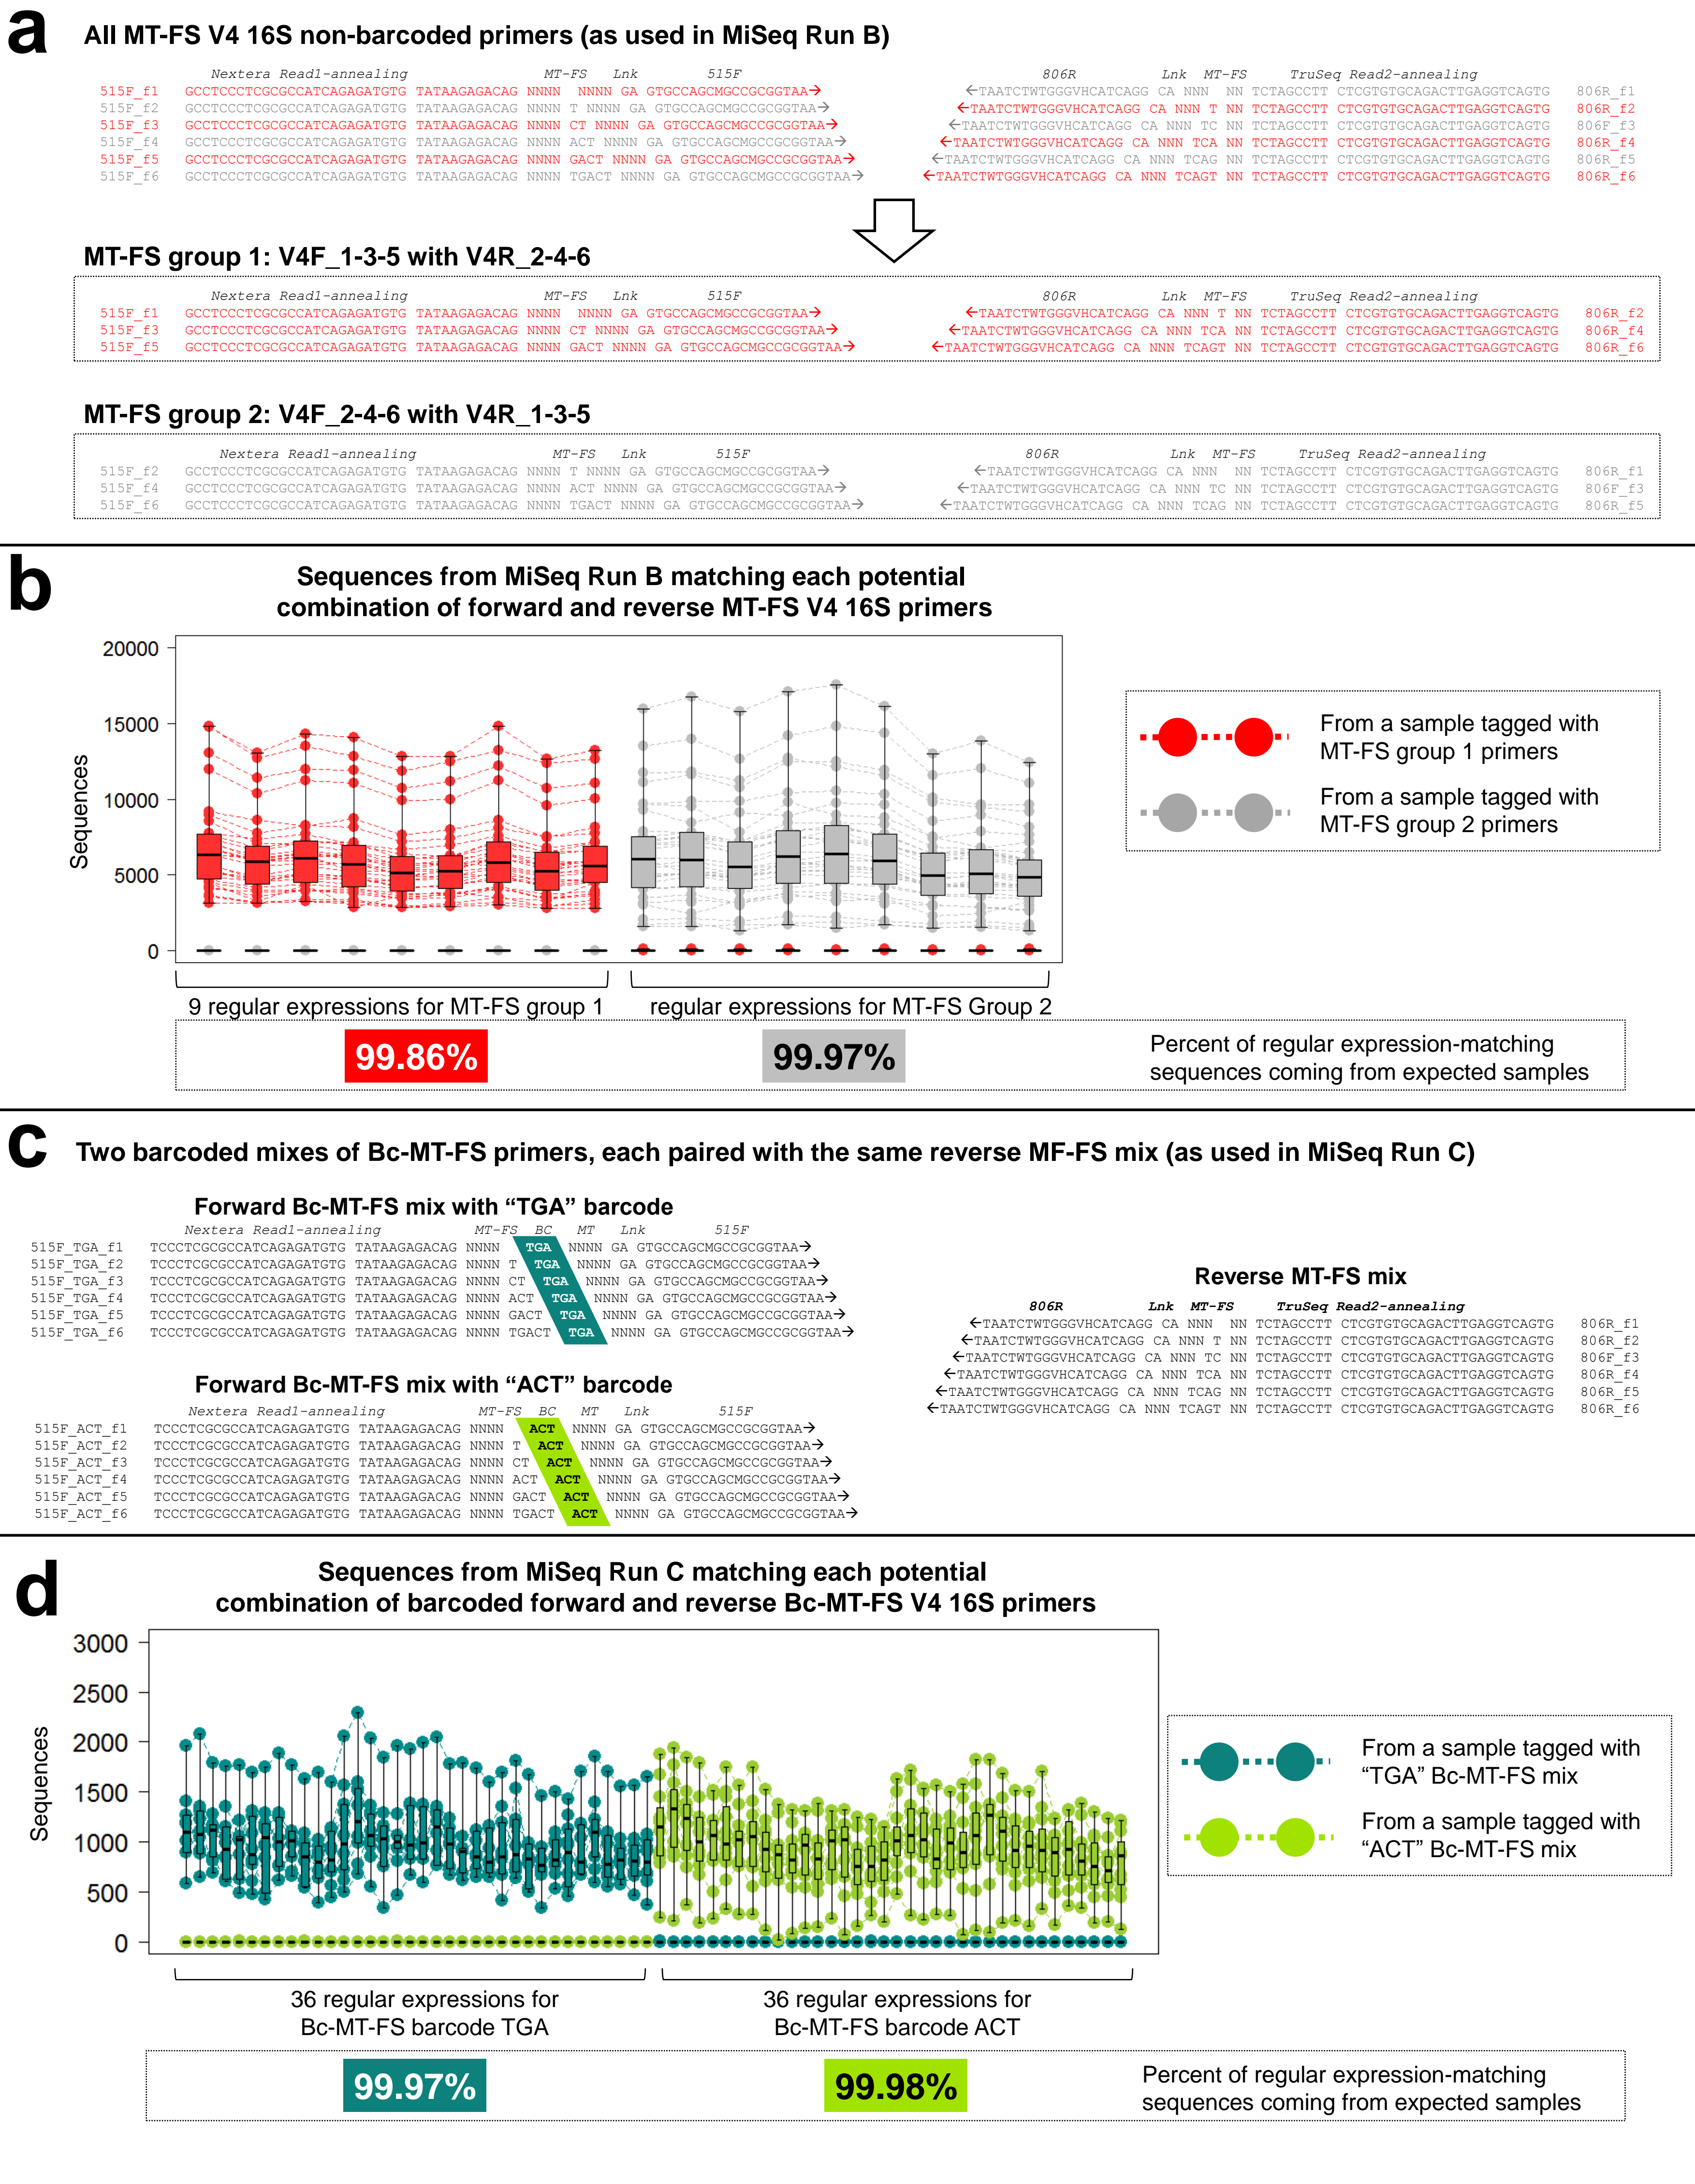 a
All MT-FS V4 16S non-barcoded primers (as used in MiSeq Run B)
Nextera Read1-annealing MT-FS Lnk 515F 806R Lnk MT-FS TruSeq Read2-annealing
515F_f1 GCCTCCCTCGCGCCATCAGAGATGTG TATAAGAGACAG NNNN NNNN GA GTGCCAGCMGCCGCGGTAA→ ←TAATCTWTGGGVHCATCAGG CA NNN NN TCTAGCCTT CTCGTGTGCAGACTTGAGGTCAGTG 806R_f1
515F_f2 GCCTCCCTCGCGCCATCAGAGATGTG TATAAGAGACAG NNNN T NNNN GA GTGCCAGCMGCCGCGGTAA→ ←TAATCTWTGGGVHCATCAGG CA NNN T NN TCTAGCCTT CTCGTGTGCAGACTTGAGGTCAGTG 806R_f2
515F_f3 GCCTCCCTCGCGCCATCAGAGATGTG TATAAGAGACAG NNNN CT NNNN GA GTGCCAGCMGCCGCGGTAA→ ←TAATCTWTGGGVHCATCAGG CA NNN TC NN TCTAGCCTT CTCGTGTGCAGACTTGAGGTCAGTG 806F_f3
515F_f4 GCCTCCCTCGCGCCATCAGAGATGTG TATAAGAGACAG NNNN ACT NNNN GA GTGCCAGCMGCCGCGGTAA→ ←TAATCTWTGGGVHCATCAGG CA NNN TCA NN TCTAGCCTT CTCGTGTGCAGACTTGAGGTCAGTG 806R_f4
515F_f5 GCCTCCCTCGCGCCATCAGAGATGTG TATAAGAGACAG NNNN GACT NNNN GA GTGCCAGCMGCCGCGGTAA→ ←TAATCTWTGGGVHCATCAGG CA NNN TCAG NN TCTAGCCTT CTCGTGTGCAGACTTGAGGTCAGTG 806R_f5
515F_f6 GCCTCCCTCGCGCCATCAGAGATGTG TATAAGAGACAG NNNN TGACT NNNN GA GTGCCAGCMGCCGCGGTAA→ ←TAATCTWTGGGVHCATCAGG CA NNN TCAGT NN TCTAGCCTT CTCGTGTGCAGACTTGAGGTCAGTG 806R_f6
MT-FS group 1: V4F_1-3-5 with V4R_2-4-6
Nextera Read1-annealing MT-FS Lnk 515F 806R Lnk MT-FS TruSeq Read2-annealing
515F_f1 GCCTCCCTCGCGCCATCAGAGATGTG TATAAGAGACAG NNNN NNNN GA GTGCCAGCMGCCGCGGTAA→ ←TAATCTWTGGGVHCATCAGG CA NNN T NN TCTAGCCTT CTCGTGTGCAGACTTGAGGTCAGTG 806R_f2
515F_f3 GCCTCCCTCGCGCCATCAGAGATGTG TATAAGAGACAG NNNN CT NNNN GA GTGCCAGCMGCCGCGGTAA→ ←TAATCTWTGGGVHCATCAGG CA NNN TCA NN TCTAGCCTT CTCGTGTGCAGACTTGAGGTCAGTG 806R_f4
515F_f5 GCCTCCCTCGCGCCATCAGAGATGTG TATAAGAGACAG NNNN GACT NNNN GA GTGCCAGCMGCCGCGGTAA→ ←TAATCTWTGGGVHCATCAGG CA NNN TCAGT NN TCTAGCCTT CTCGTGTGCAGACTTGAGGTCAGTG 806R_f6
MT-FS group 2: V4F_2-4-6 with V4R_1-3-5
Nextera Read1-annealing MT-FS Lnk 515F 806R Lnk MT-FS TruSeq Read2-annealing
515F_f2 GCCTCCCTCGCGCCATCAGAGATGTG TATAAGAGACAG NNNN T NNNN GA GTGCCAGCMGCCGCGGTAA→ ←TAATCTWTGGGVHCATCAGG CA NNN NN TCTAGCCTT CTCGTGTGCAGACTTGAGGTCAGTG 806R_f1
515F_f4 GCCTCCCTCGCGCCATCAGAGATGTG TATAAGAGACAG NNNN ACT NNNN GA GTGCCAGCMGCCGCGGTAA→ ←TAATCTWTGGGVHCATCAGG CA NNN TC NN TCTAGCCTT CTCGTGTGCAGACTTGAGGTCAGTG 806F_f3
515F_f6 GCCTCCCTCGCGCCATCAGAGATGTG TATAAGAGACAG NNNN TGACT NNNN GA GTGCCAGCMGCCGCGGTAA→ ←TAATCTWTGGGVHCATCAGG CA NNN TCAG NN TCTAGCCTT CTCGTGTGCAGACTTGAGGTCAGTG 806R_f5
b
Sequences from MiSeq Run B matching each potential
combination of forward and reverse MT-FS V4 16S primers
Sequences
20000
15000
10000
5000
0
From a sample tagged with
MT-FS group 1 primers
From a sample tagged with
MT-FS group 2 primers
9 regular expressions for MT-FS group 1
regular expressions for MT-FS Group 2
99.86%
99.97%
Percent of regular expression-matching
sequences coming from expected samples
c
Two barcoded mixes of Bc-MT-FS primers, each paired with the same reverse MF-FS mix (as used in MiSeq Run C)
Forward Bc-MT-FS mix with “TGA” barcode
Nextera Read1-annealing MT-FS BC MT Lnk 515F
515F_TGA_f1 TCCCTCGCGCCATCAGAGATGTG TATAAGAGACAG NNNN TGA NNNN GA GTGCCAGCMGCCGCGGTAA→
515F_TGA_f2 TCCCTCGCGCCATCAGAGATGTG TATAAGAGACAG NNNN T TGA NNNN GA GTGCCAGCMGCCGCGGTAA→
515F_TGA_f3 TCCCTCGCGCCATCAGAGATGTG TATAAGAGACAG NNNN CT TGA NNNN GA GTGCCAGCMGCCGCGGTAA→
515F_TGA_f4 TCCCTCGCGCCATCAGAGATGTG TATAAGAGACAG NNNN ACT TGA NNNN GA GTGCCAGCMGCCGCGGTAA→
515F_TGA_f5 TCCCTCGCGCCATCAGAGATGTG TATAAGAGACAG NNNN GACT TGA NNNN GA GTGCCAGCMGCCGCGGTAA→
515F_TGA_f6 TCCCTCGCGCCATCAGAGATGTG TATAAGAGACAG NNNN TGACT TGA NNNN GA GTGCCAGCMGCCGCGGTAA→
Forward Bc-MT-FS mix with “ACT” barcode
Nextera Read1-annealing MT-FS BC MT Lnk 515F
515F_ACT_f1 TCCCTCGCGCCATCAGAGATGTG TATAAGAGACAG NNNN ACT NNNN GA GTGCCAGCMGCCGCGGTAA→
515F_ACT_f2 TCCCTCGCGCCATCAGAGATGTG TATAAGAGACAG NNNN T ACT NNNN GA GTGCCAGCMGCCGCGGTAA→
515F_ACT_f3 TCCCTCGCGCCATCAGAGATGTG TATAAGAGACAG NNNN CT ACT NNNN GA GTGCCAGCMGCCGCGGTAA→
515F_ACT_f4 TCCCTCGCGCCATCAGAGATGTG TATAAGAGACAG NNNN ACT ACT NNNN GA GTGCCAGCMGCCGCGGTAA→
515F_ACT_f5 TCCCTCGCGCCATCAGAGATGTG TATAAGAGACAG NNNN GACT ACT NNNN GA GTGCCAGCMGCCGCGGTAA→
515F_ACT_f6 TCCCTCGCGCCATCAGAGATGTG TATAAGAGACAG NNNN TGACT ACT NNNN GA GTGCCAGCMGCCGCGGTAA→
Reverse MT-FS mix
806R Lnk MT-FS TruSeq Read2-annealing
←TAATCTWTGGGVHCATCAGG CA NNN NN TCTAGCCTT CTCGTGTGCAGACTTGAGGTCAGTG 806R_f1
←TAATCTWTGGGVHCATCAGG CA NNN T NN TCTAGCCTT CTCGTGTGCAGACTTGAGGTCAGTG 806R_f2
←TAATCTWTGGGVHCATCAGG CA NNN TC NN TCTAGCCTT CTCGTGTGCAGACTTGAGGTCAGTG 806F_f3
←TAATCTWTGGGVHCATCAGG CA NNN TCA NN TCTAGCCTT CTCGTGTGCAGACTTGAGGTCAGTG 806R_f4
←TAATCTWTGGGVHCATCAGG CA NNN TCAG NN TCTAGCCTT CTCGTGTGCAGACTTGAGGTCAGTG 806R_f5
←TAATCTWTGGGVHCATCAGG CA NNN TCAGT NN TCTAGCCTT CTCGTGTGCAGACTTGAGGTCAGTG 806R_f6
d
Sequences from MiSeq Run C matching each potential
combination of barcoded forward and reverse Bc-MT-FS V4 16S primers
Sequences
3000
2500
2000
1500
1000
500
0
From a sample tagged with
“TGA” Bc-MT-FS mix
From a sample tagged with
“ACT” Bc-MT-FS mix
36 regular expressions for
Bc-MT-FS barcode TGA
36 regular expressions for
Bc-MT-FS barcode ACT
99.97%
99.98%
Percent of regular expression-matching
sequences coming from expected samples